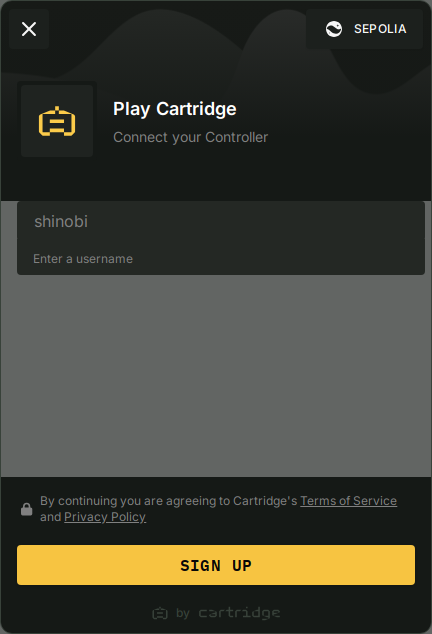 SEPOLIA
Play Cartridge
Connect your Controller
shinobi
Enter a username
By continuing you are agreeing to Cartridge's Terms of Service
and Privacy Policy
SIGN UP
by cartridge